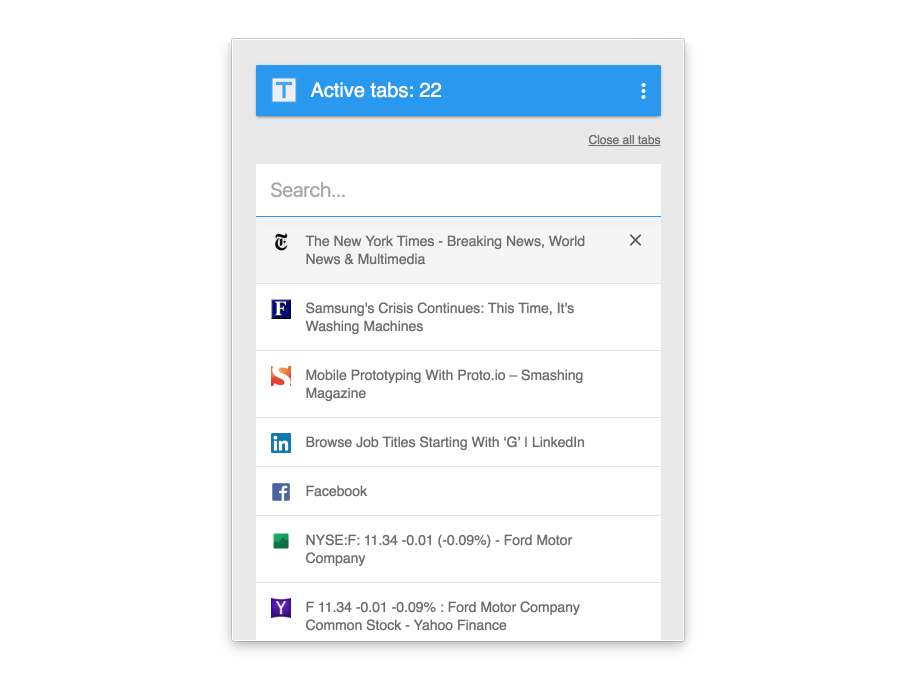 T Active tabs: 22
Close all tabs
Search...
The New York Times - Breaking News, World
News & Multimedia
F Samsung's Crisis Continues: This Time, It's
Washing Machines
Mobile Prototyping With Proto.io – Smashing
Magazine
in Browse Job Titles Starting With ‘G’ | LinkedIn
f Facebook
NYSE:F: 11.34 -0.01 (-0.09%) - Ford Motor
Company
Y F 11.34 -0.01 -0.09% : Ford Motor Company
Common Stock - Yahoo Finance